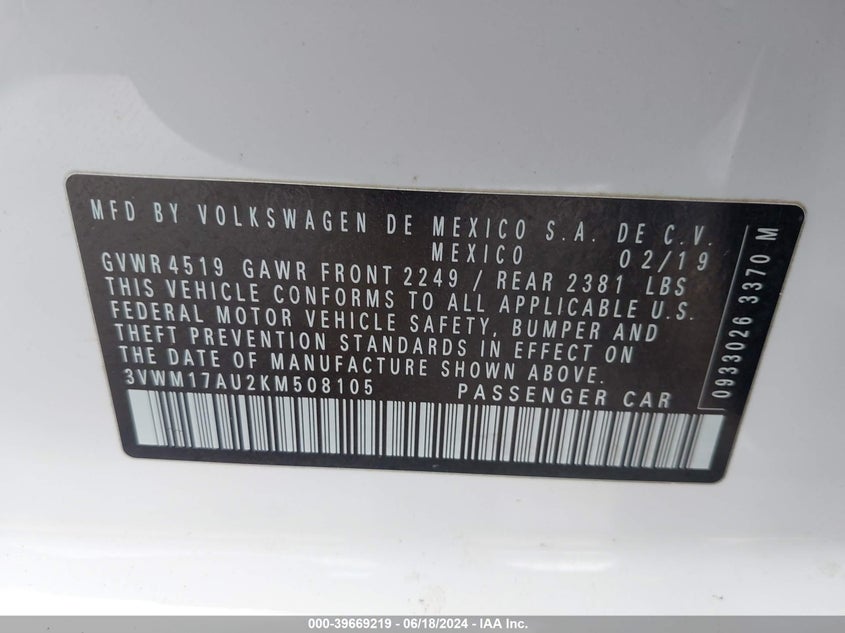 MFD BY VOLKSWAGEN DE MEXICO S.A. DE C.V.
MEXICO 02/19
GVWR 4519 GAWR FRONT 2249 / REAR 2381 LBS
THIS VEHICLE CONFORMS TO ALL APPLICABLE U.S.
FEDERAL MOTOR VEHICLE SAFETY, BUMPER AND
THEFT PREVENTION STANDARDS IN EFFECT ON
THE DATE OF MANUFACTURE SHOWN ABOVE.
3VWM17AU2KM508105 PASSENGER CAR
0933026 3370 M
000-39669219 - 06/18/2024 - IAA Inc.